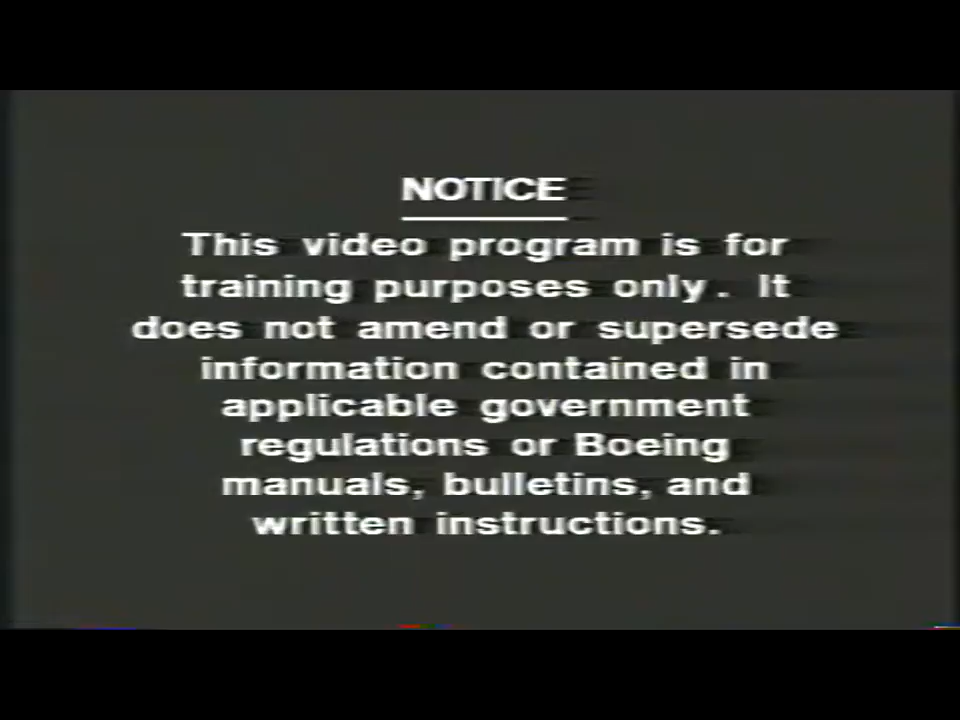 NOTICE
This video program is for
training purposes only. It
does not amend or supersede
information contained in
applicable government
regulations or Boeing
manuals, bulletins, and
written instructions.